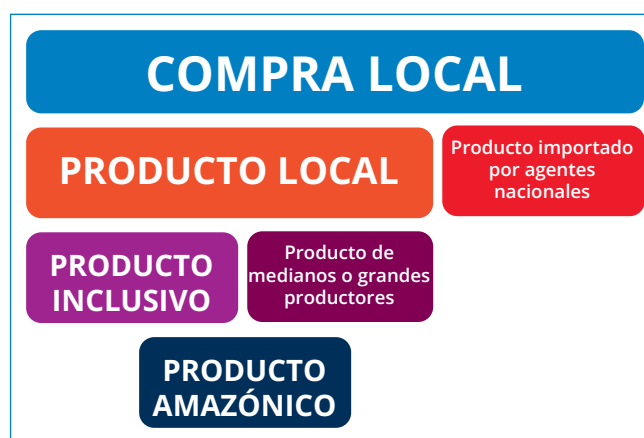 COMPRA LOCAL
PRODUCTO LOCAL
Producto importado
por agentes
nacionales
PRODUCTO
INCLUSIVO
Producto de
medianos o grandes
productores
PRODUCTO
AMAZÓNICO